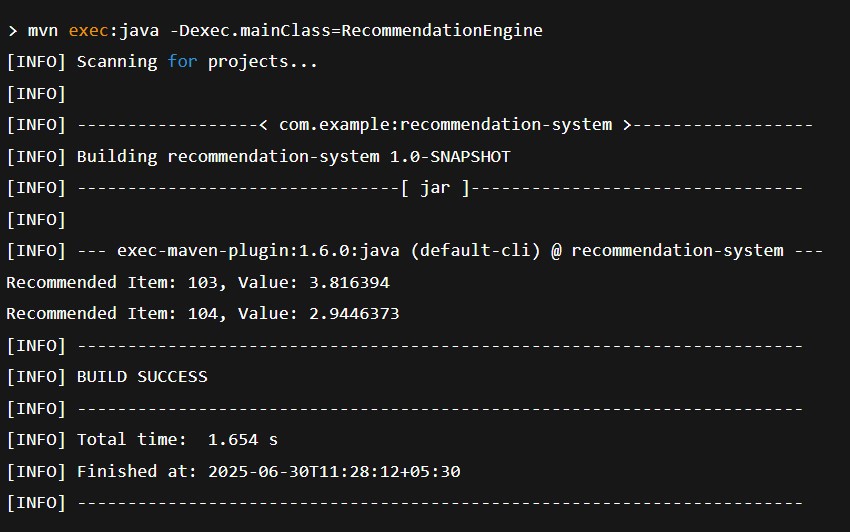 > mvn exec:java -Dexec.mainClass=RecommendationEngine
[INFO] Scanning for projects...
[INFO]
[INFO] ------------------< com.example:recommendation-system >------------------
[INFO] Building recommendation-system 1.0-SNAPSHOT
[INFO] --------------------------------[ jar ]---------------------------------
[INFO]
[INFO] --- exec-maven-plugin:1.6.0:java (default-cli) @ recommendation-system ---
Recommended Item: 103, Value: 3.816394
Recommended Item: 104, Value: 2.9446373
[INFO] ------------------------------------------------------------------------
[INFO] BUILD SUCCESS
[INFO] ------------------------------------------------------------------------
[INFO] Total time:  1.654 s
[INFO] Finished at: 2025-06-30T11:28:12+05:30
[INFO] ------------------------------------------------------------------------